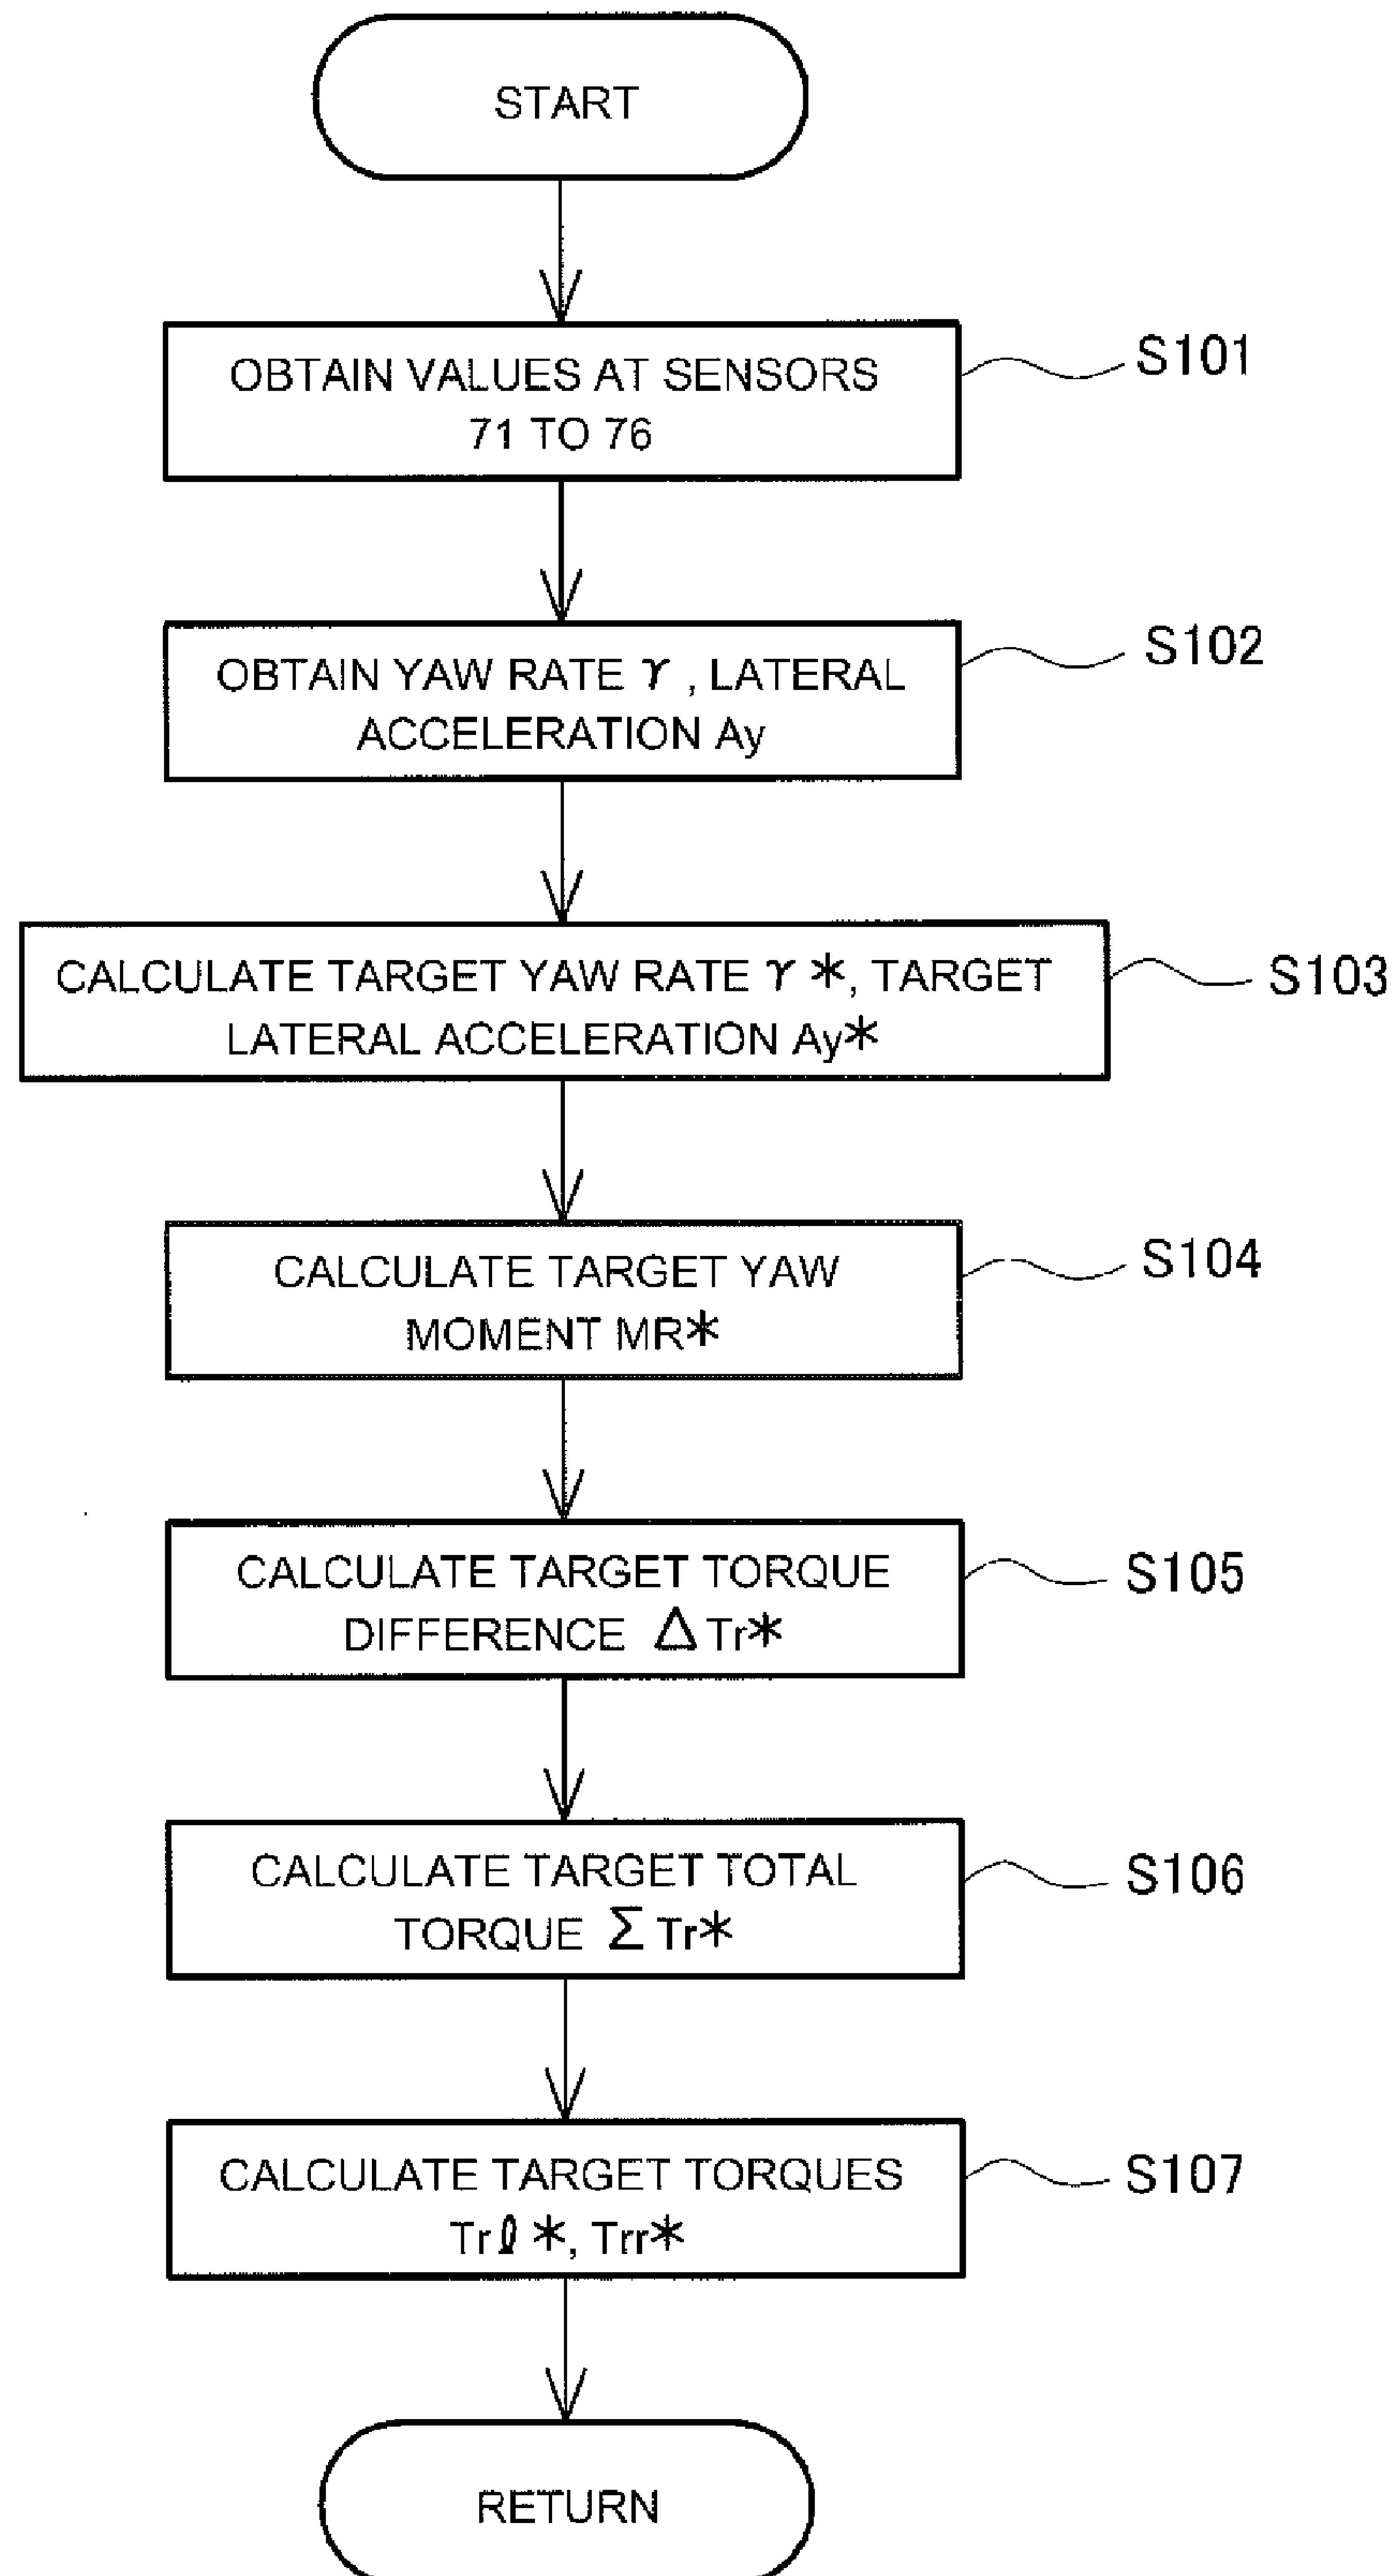 START
OBTAIN VALUES AT SENSORS
71 TO 76
S101
OBTAIN YAW RATE γ , LATERAL
ACCELERATION Ay
S102
CALCULATE TARGET YAW RATE γ *, TARGET
LATERAL ACCELERATION Ay*
S103
CALCULATE TARGET YAW
MOMENT MR*
S104
CALCULATE TARGET TORQUE
DIFFERENCE Δ Tr*
S105
CALCULATE TARGET TOTAL
TORQUE Σ Tr*
S106
CALCULATE TARGET TORQUES
Trℓ *, Trr*
S107
RETURN